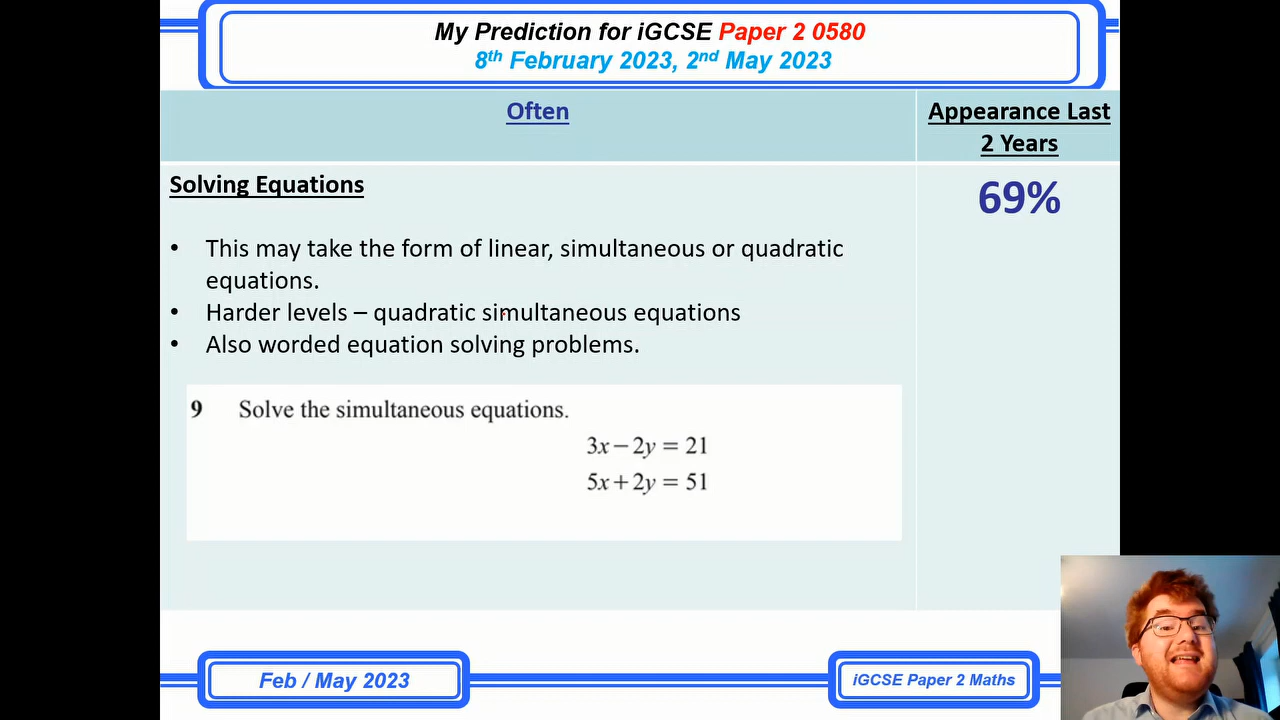 My Prediction for iGCSE Paper 2 0580
8th February 2023, 2nd May 2023
Often
Appearance Last
2 Years
Solving Equations
69%
• This may take the form of linear, simultaneous or quadratic
equations.
• Harder levels – quadratic simultaneous equations
• Also worded equation solving problems.
9 Solve the simultaneous equations.
3x − 2y = 21
5x + 2y = 51
Feb / May 2023
iGCSE Paper 2 Maths